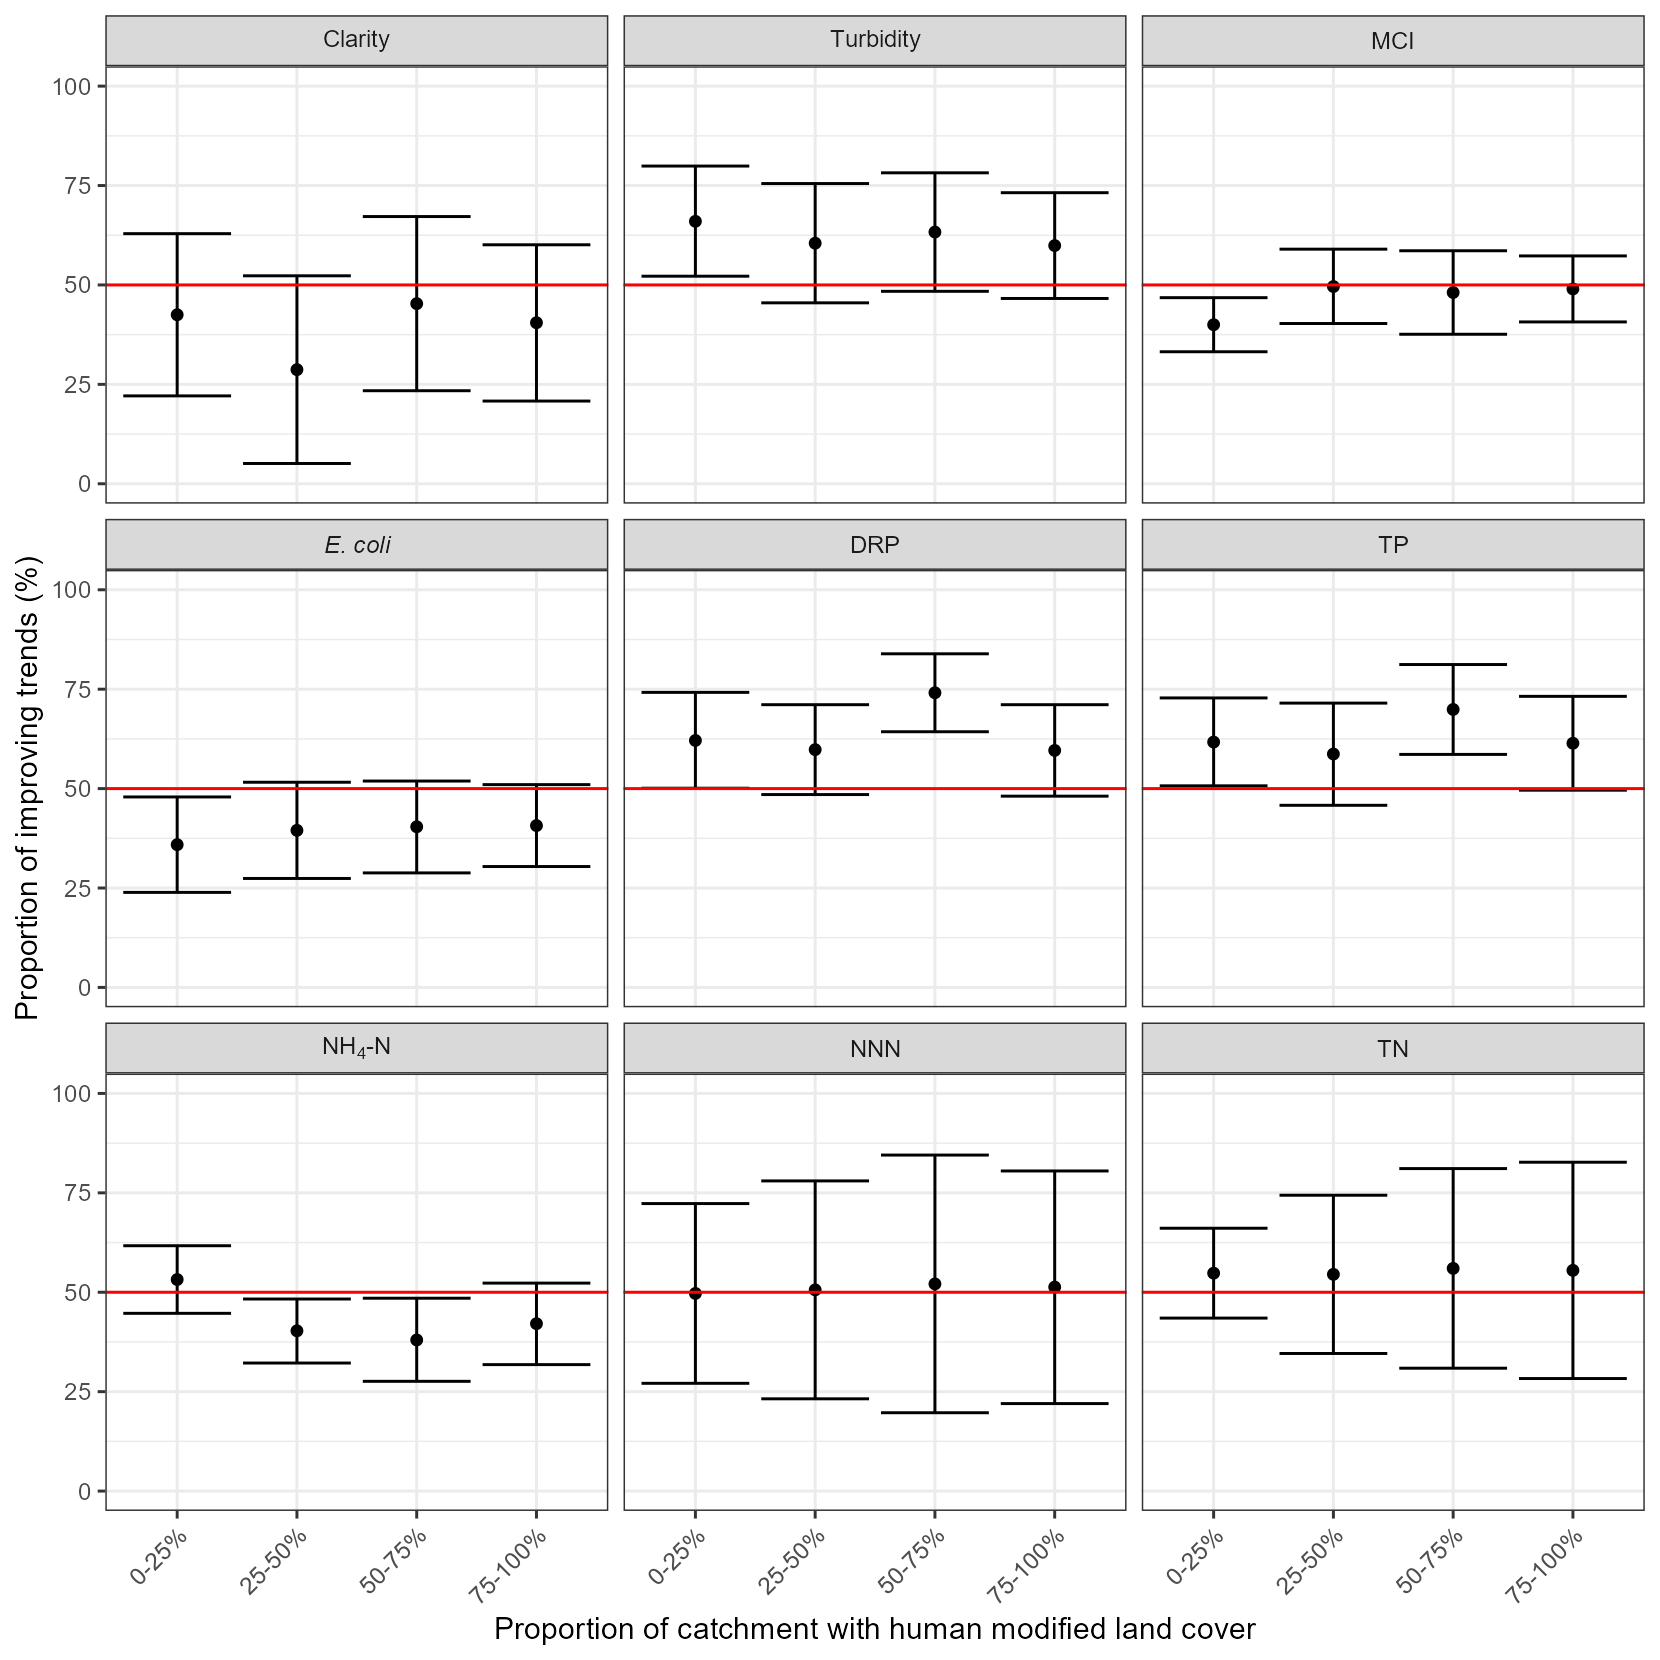 Clarity
Turbidity
MCI
100
75
50
25
0
E. coli
DRP
TP
100
75
50
25
0
NH₄-N
NNN
TN
100
75
50
25
0
0-25%
25-50%
50-75%
75-100%
0-25%
25-50%
50-75%
75-100%
0-25%
25-50%
50-75%
75-100%
Proportion of catchment with human modified land cover
Proportion of improving trends (%)